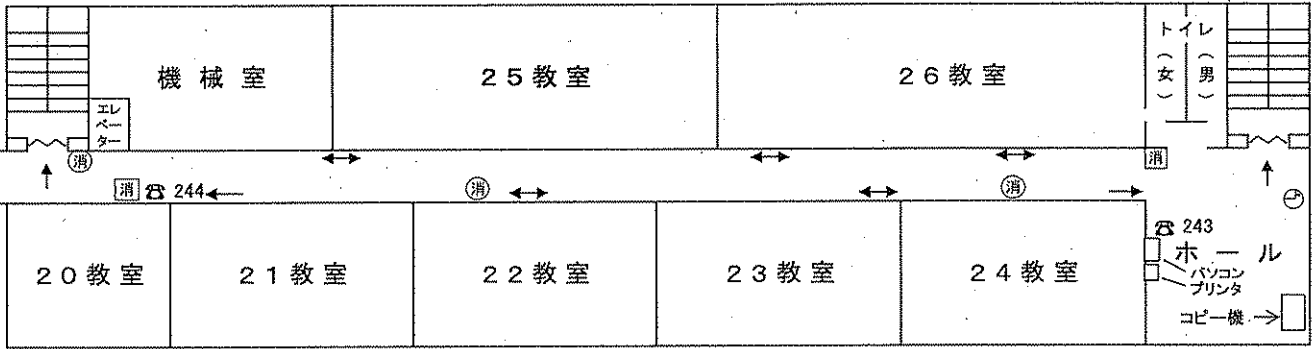 機械室
25教室
26教室
トイレ
(女)
(男)
エレ
ベー
ター
消
消
消 ☎ 244
消
消
20教室
21教室
22教室
23教室
24教室
☎ 243
ホール
パソコン
プリンタ
コピー機